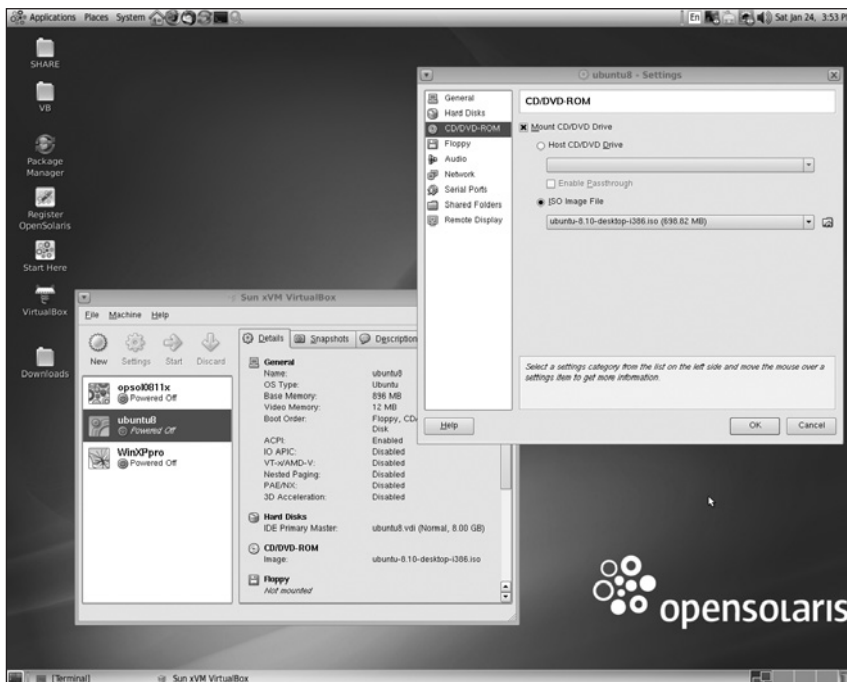 Applications Places System
En Sat Jan 24, 3:53 P
SHARE
VB
Package
Manager
Register
OpenSolaris
Start Here
VirtualBox
Downloads
ubuntu8 - Settings
General
Hard Disks
CD/DVD-ROM
Floppy
Audio
Network
Serial Ports
Shared Folders
Remote Display
CD/DVD-ROM
Mount CD/DVD Drive
Host CD/DVD Drive
Enable Passthrough
ISO Image File
ubuntu-8.10-desktop-i386.iso (698.82 MB)
Select a settings category from the list on the left side and move the mouse over a
settings item to get more information.
Help
OK
Cancel
Sun xVM VirtualBox
File Machine Help
New Settings Start Discard
opsol0811x
Powered Off
ubuntu8
Powered Off
WinXPpro
Powered Off
Details Snapshots Description
General
Name: ubuntu8
OS Type: Ubuntu
Base Memory: 896 MB
Video Memory: 12 MB
Boot Order: Floppy, CD/
Disk
ACPI: Enabled
IO APIC: Disabled
VT-x/AMD-V: Disabled
Nested Paging: Disabled
PAE/NX: Disabled
3D Acceleration: Disabled
Hard Disks
IDE Primary Master: ubuntu8.vdi (Normal, 8.00 GB)
CD/DVD-ROM
Image: ubuntu-8.10-desktop-i386.iso
Floppy
Not mounted
opensolaris
[Terminal]
Sun xVM VirtualBox